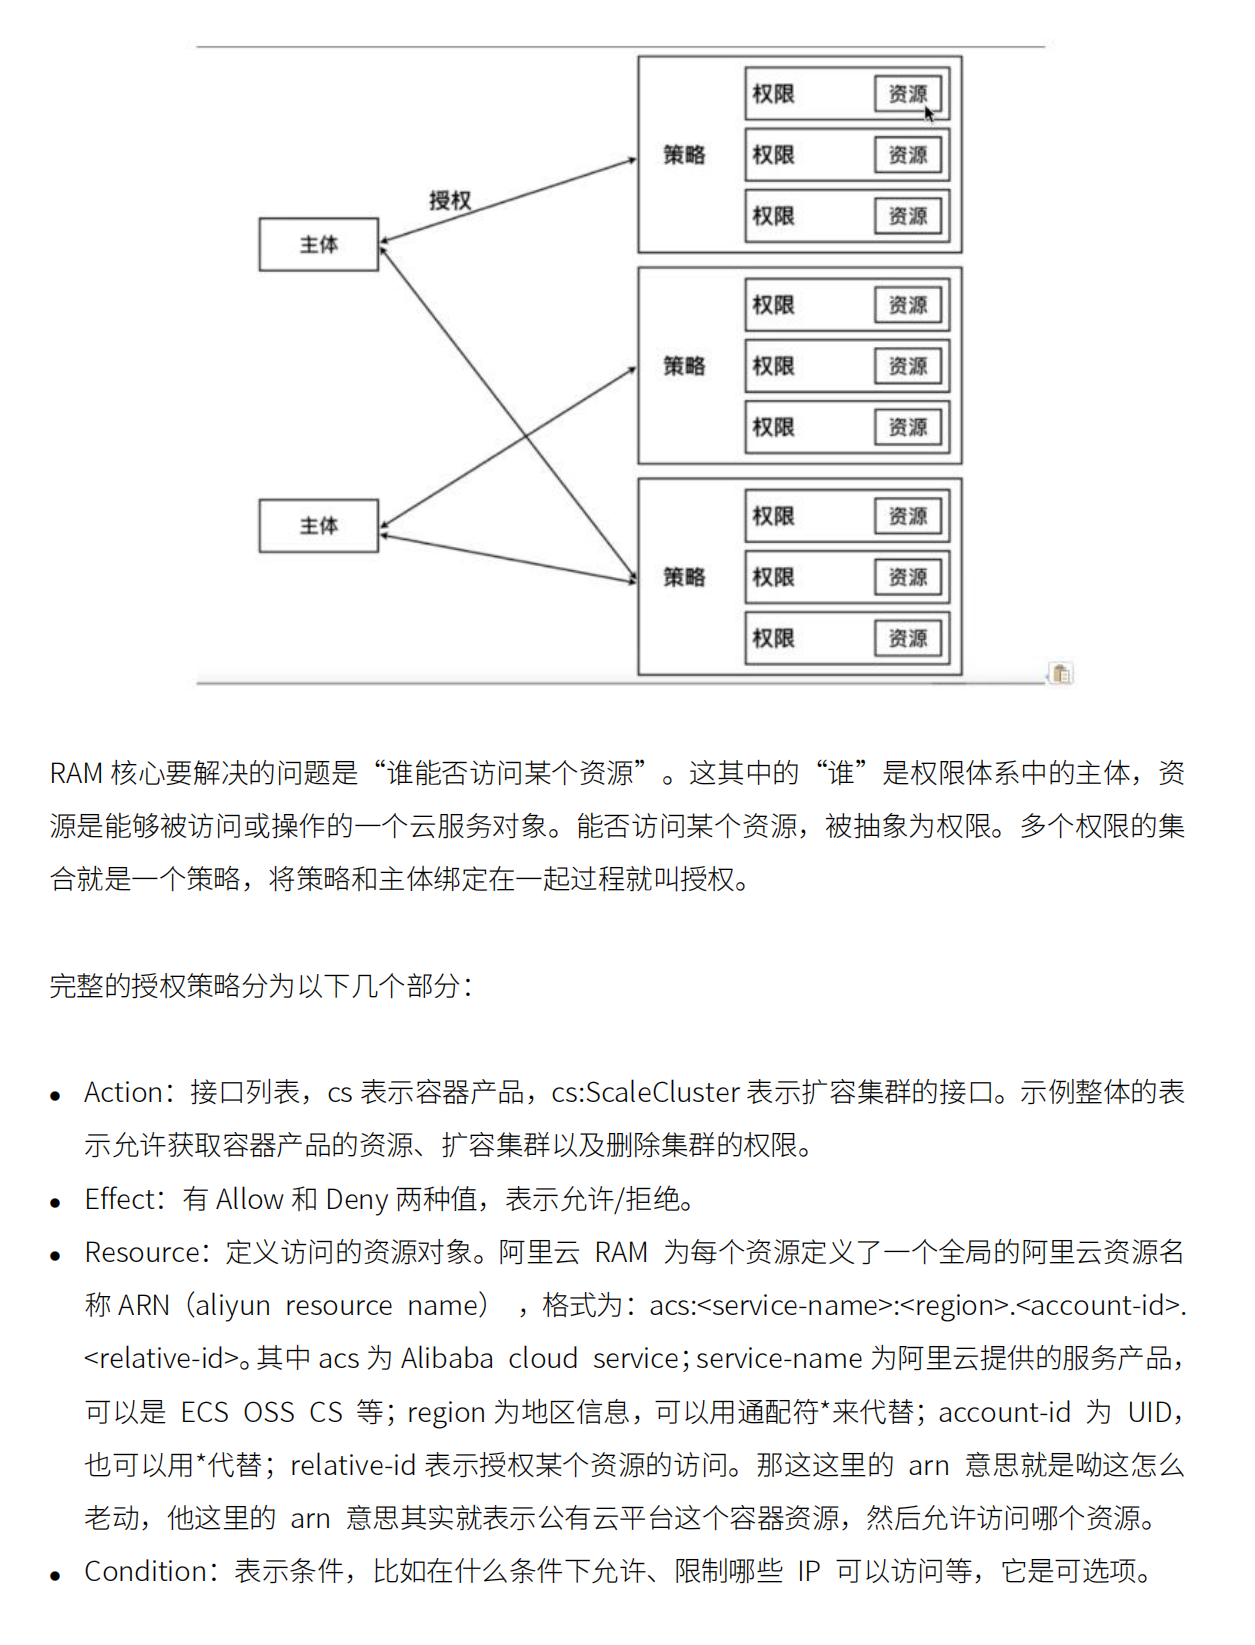 权限 资源
策略 权限 资源
权限 资源
授权
主体
权限 资源
策略 权限 资源
权限 资源
主体
权限 资源
策略 权限 资源
权限 资源
RAM 核心要解决的问题是“谁能否访问某个资源”。这其中的“谁”是权限体系中的主体，资
源是能够被访问或操作的一个云服务对象。能否访问某个资源，被抽象为权限。多个权限的集
合就是一个策略，将策略和主体绑定在一起过程就叫授权。
完整的授权策略分为以下几个部分：
● Action：接口列表，cs 表示容器产品，cs:ScaleCluster 表示扩容集群的接口。示例整体的表
示允许获取容器产品的资源、扩容集群以及删除集群的权限。
● Effect：有 Allow 和 Deny 两种值，表示允许/拒绝。
● Resource：定义访问的资源对象。阿里云 RAM 为每个资源定义了一个全局的阿里云资源名
称 ARN（aliyun resource name） ，格式为：acs:<service-name>:<region>.<account-id>.
<relative-id>。其中 acs 为 Alibaba cloud service；service-name 为阿里云提供的服务产品，
可以是 ECS OSS CS 等；region 为地区信息，可以用通配符*来代替；account-id 为 UID，
也可以用*代替；relative-id 表示授权某个资源的访问。那这这里的 arn 意思就是呦这怎么
老动，他这里的 arn 意思其实就表示公有云平台这个容器资源，然后允许访问哪个资源。
● Condition：表示条件，比如在什么条件下允许、限制哪些 IP 可以访问等，它是可选项。